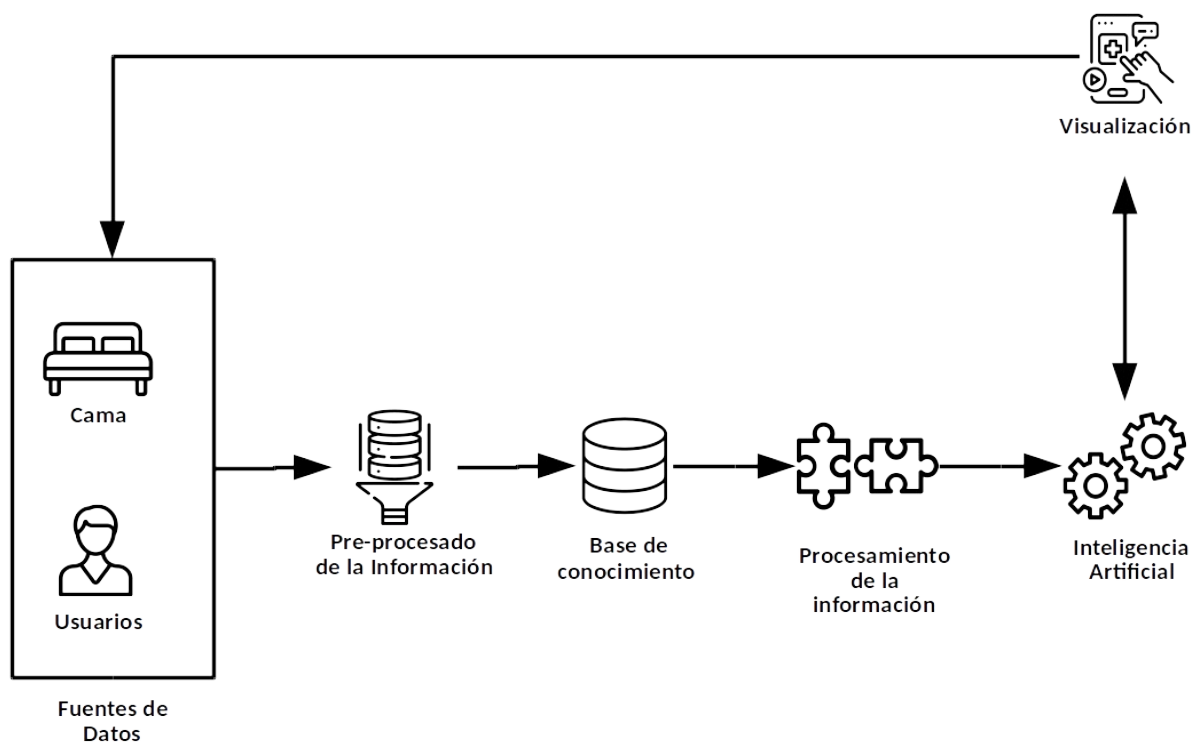 Visualización
Cama
Usuarios
Fuentes de
Datos
Pre-procesado
de la Información
Base de
conocimiento
Procesamiento
de la
información
Inteligencia
Artificial